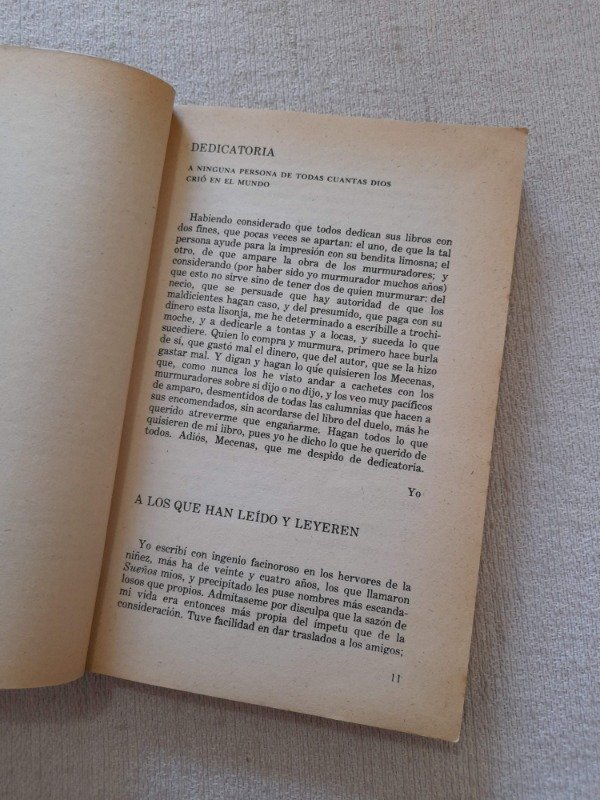 DEDICATORIA
A NINGUNA PERSONA DE TODAS CUANTAS DIOS
CRIÓ EN EL MUNDO
Habiendo considerado que todos dedican sus libros con
dos fines, que pocas veces se apartan: el uno, de que la tal
persona ayude para la impresión con su bendita limosna; el
otro, de que ampare la obra de los murmuradores; y
considerando (por haber sido yo murmurador muchos años)
que esto no sirve sino de tener dos de quien murmurar: del
necio, que se persuade que hay autoridad de que los
maldicientes hagan caso, y del presumido, que paga con su
dinero esta lisonja, me he determinado a escribille a trochi-
moche, y a dedicarle a tontas y a locas, y suceda lo que
sucediere. Quien lo compra y murmura, primero hace burla
de sí, que gastó mal el dinero, que del autor, que se la hizo
gastar mal. Y digan y hagan lo que quisieren los Mecenas,
que, como nunca los he visto andar a cachetes con los
murmuradores sobre si dijo o no dijo, y los veo muy pacíficos
de amparo, desmentidos de todas las calumnias que hacen a
sus encomendados, sin acordarse del libro del duelo, más he
querido atreverme que engañarme. Hagan todos lo que
quisieren de mi libro, pues yo he dicho lo que he querido de
todos. Adiós, Mecenas, que me despido de dedicatoria.
Yo
A LOS QUE HAN LEÍDO Y LEYEREN
Yo escribí con ingenio facinoroso en los hervores de la
niñez, más ha de veinte y cuatro años, los que llamaron
Sueños mios, y precipitado les puse nombres más escanda-
losos que propios. Admítaseme por disculpa que la sazón de
mi vida era entonces más propia del ímpetu que de la
consideración. Tuve facilidad en dar traslados a los amigos;
11